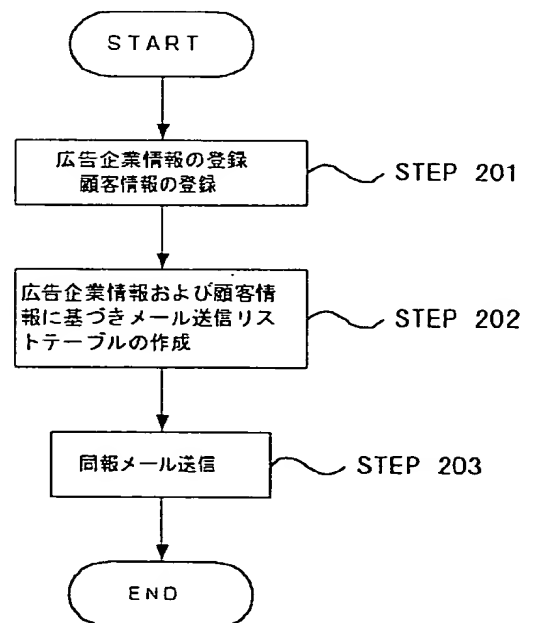 START
広告企業情報の登録
顧客情報の登録
STEP 201
広告企業情報および顧客情
報に基づきメール送信リス
トテーブルの作成
STEP 202
同報メール送信
STEP 203
END